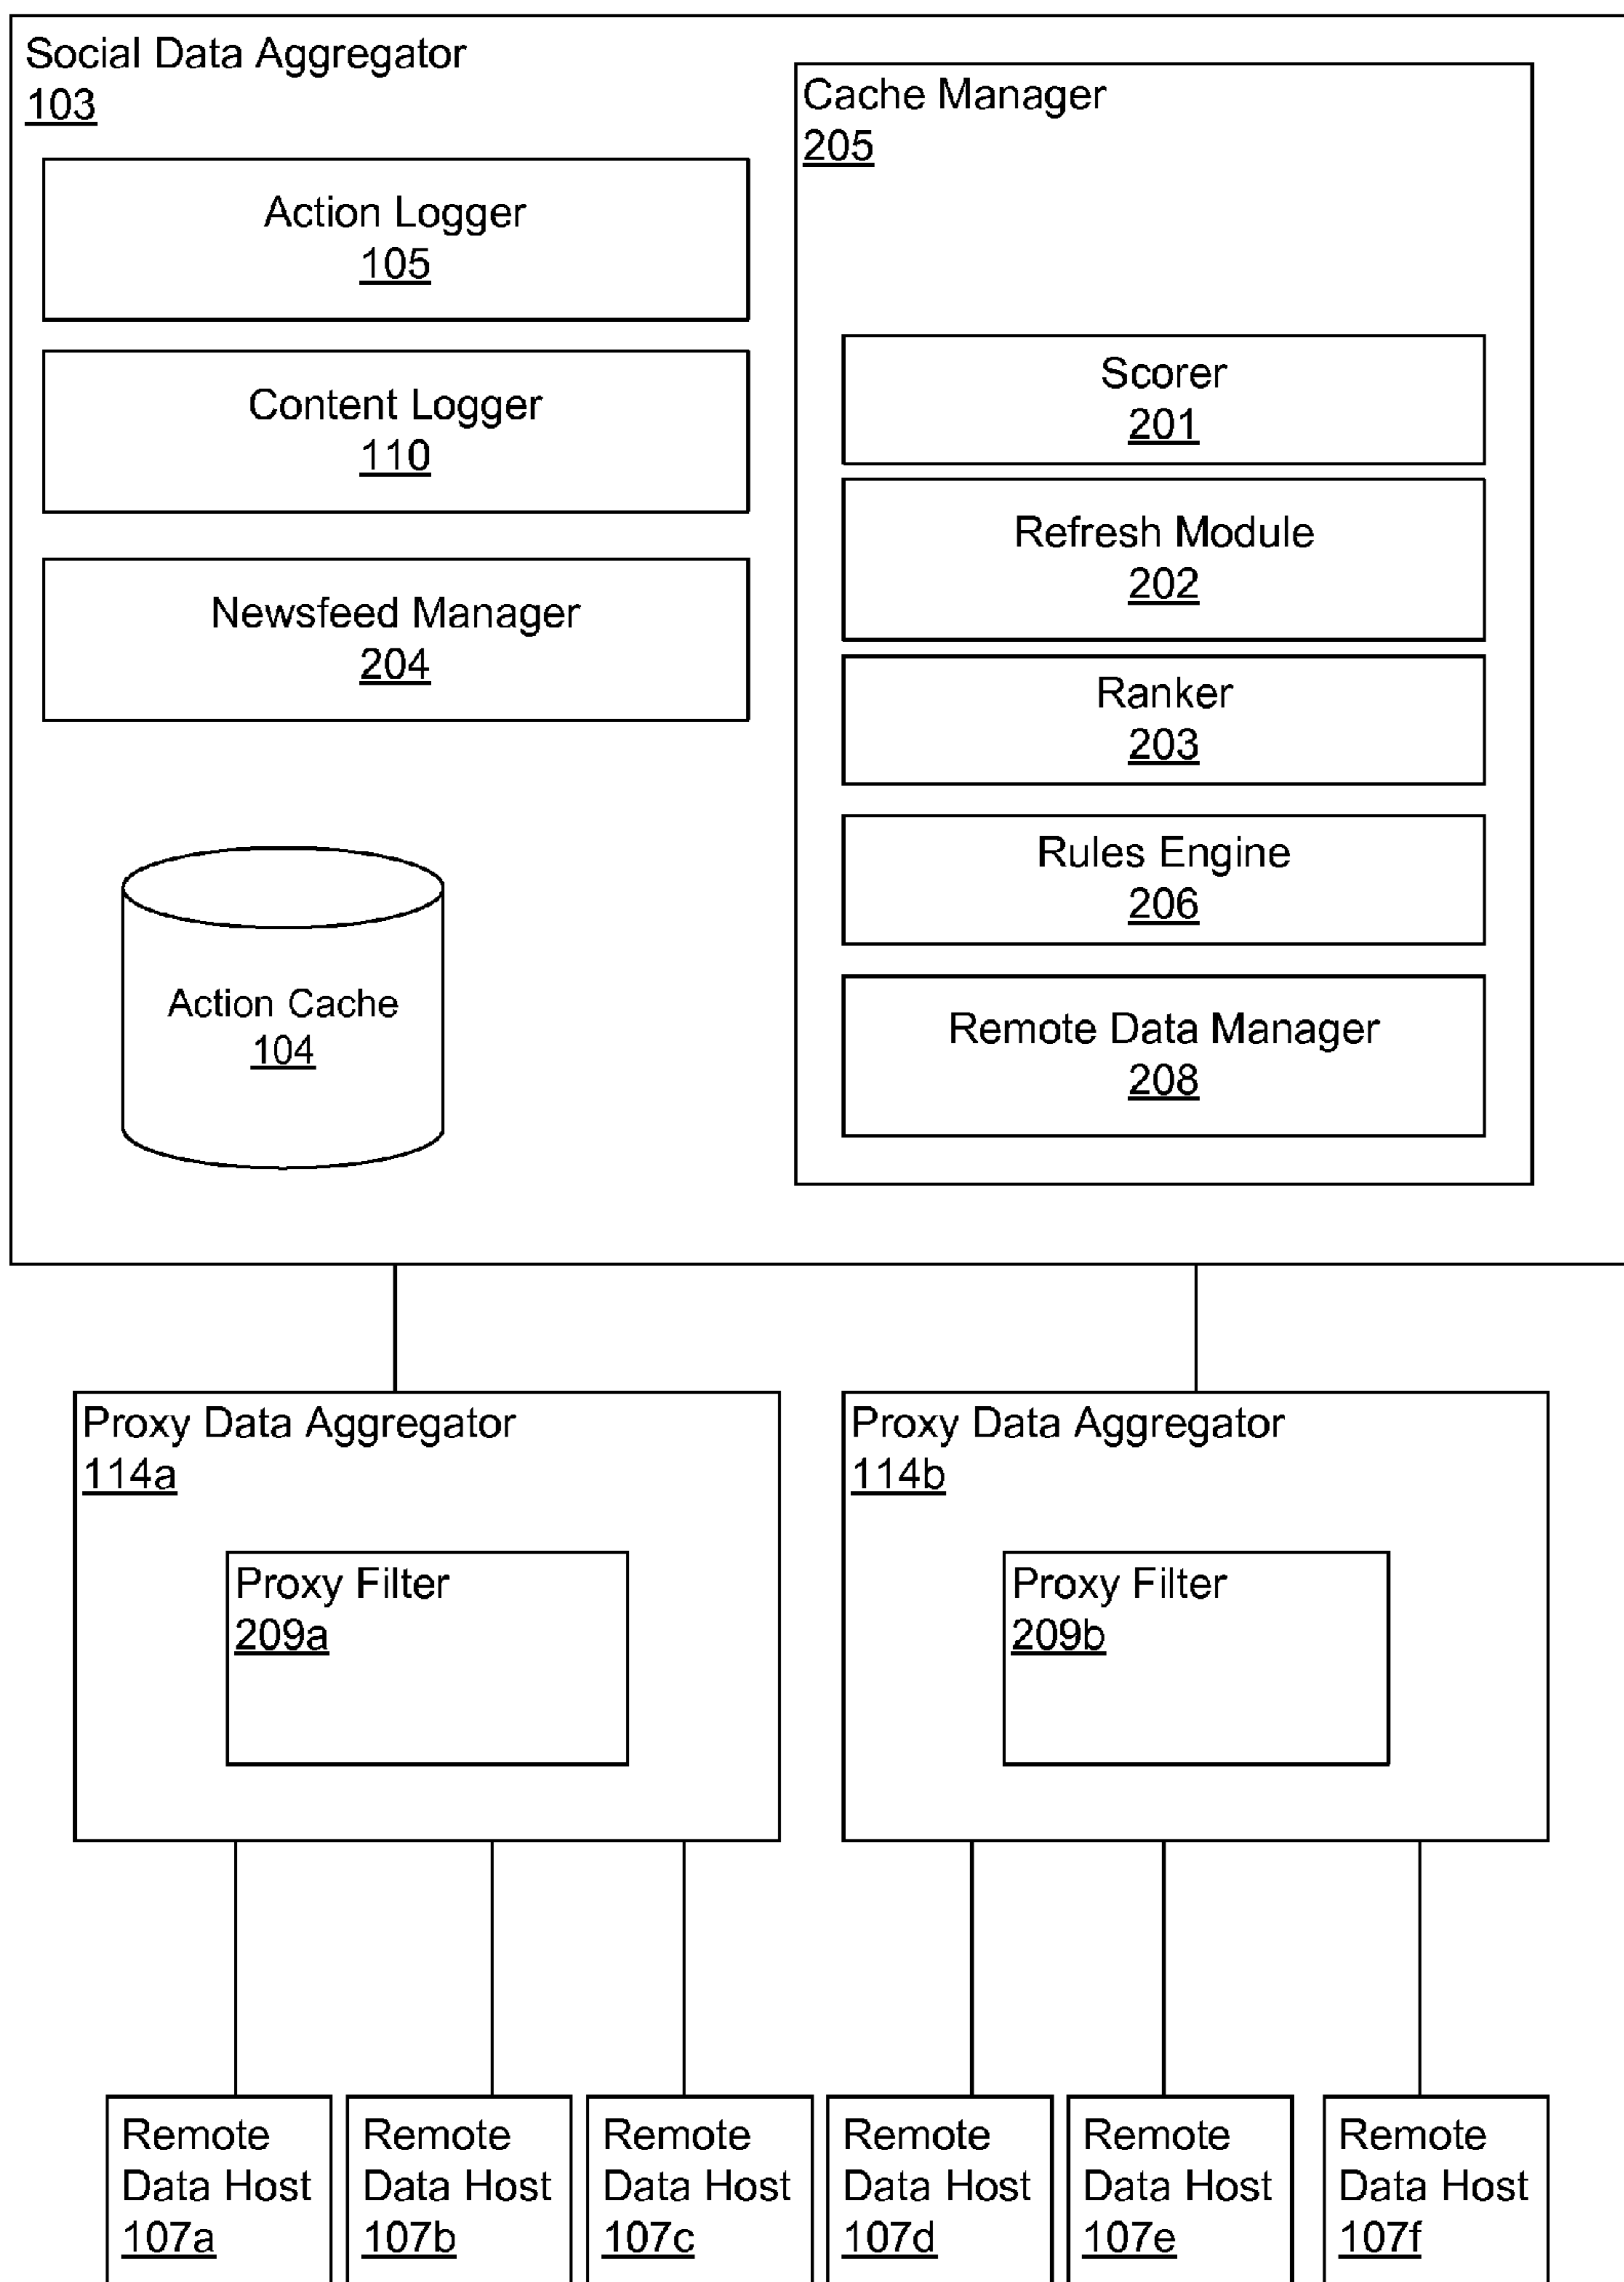 Social Data Aggregator
103
Action Logger
105
Content Logger
110
Newsfeed Manager
204
Action Cache
104
Cache Manager
205
Scorer
201
Refresh Module
202
Ranker
203
Rules Engine
206
Remote Data Manager
208
Proxy Data Aggregator
114a
Proxy Filter
209a
Proxy Data Aggregator
114b
Proxy Filter
209b
Remote
Data Host
107a
Remote
Data Host
107b
Remote
Data Host
107c
Remote
Data Host
107d
Remote
Data Host
107e
Remote
Data Host
107f